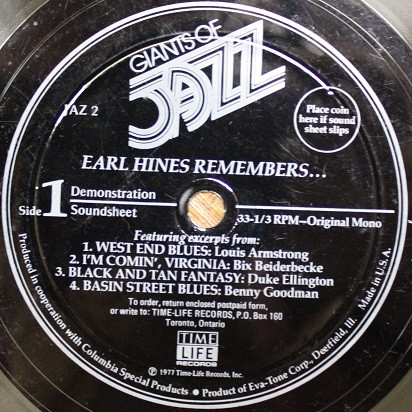 GIANTS OF
JAZZ
JAZ 2
Place coin
here if sound
sheet slips
EARL HINES REMEMBERS...
Side 1
Demonstration
Soundsheet
33-1/3 RPM—Original Mono
Featuring excerpts from:
1. WEST END BLUES: Louis Armstrong
2. I'M COMIN', VIRGINIA: Bix Beiderbecke
3. BLACK AND TAN FANTASY: Duke Ellington
4. BASIN STREET BLUES: Benny Goodman
To order, return enclosed postpaid form,
or write to: TIME-LIFE RECORDS, P.O. Box 160
Toronto, Ontario
TIME
LIFE
RECORDS
© 1977 Time-Life Records, Inc.
Produced in cooperation with Columbia Special Products • Product of Eva-Tone Corp., Deerfield, Ill. Made in U.S.A.